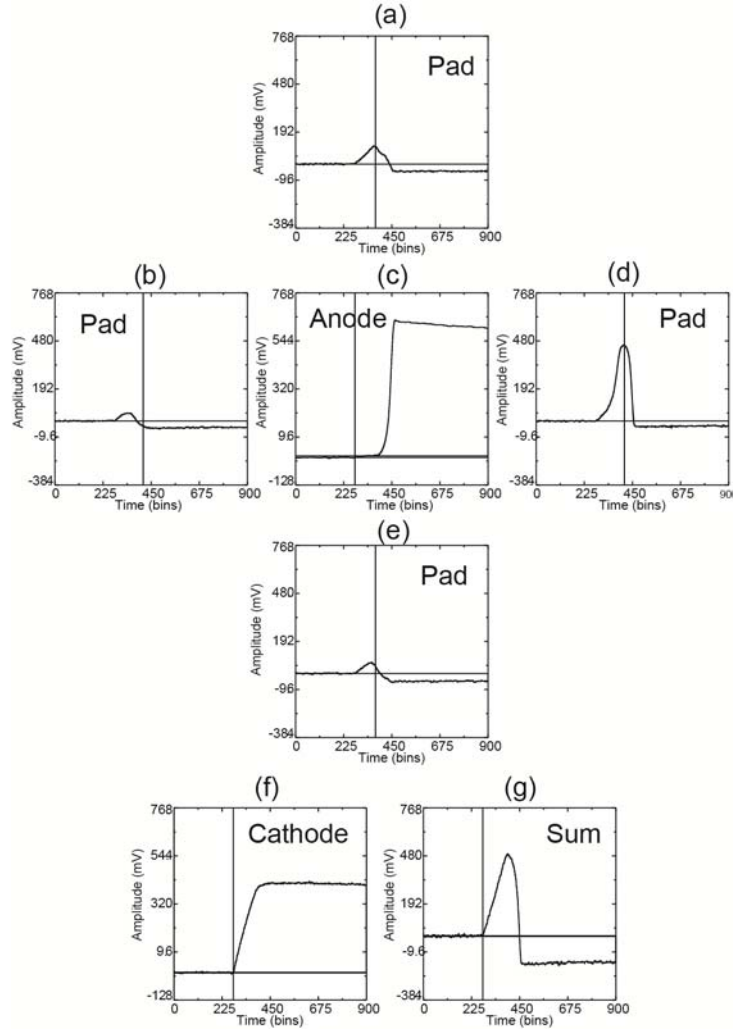 (a)
Pad
Amplitude (mV)
768
480
192
-96
-384
0 225 450 675 900
Time (bins)
(b)
Pad
Amplitude (mV)
768
480
192
-9.6
-384
0 225 450 675 900
Time (bins)
(c)
Anode
Amplitude (mV)
768
544
320
96
-128
0 225 450 675 900
Time (bins)
(d)
Pad
Amplitude (mV)
768
480
192
-9.6
-384
0 225 450 675 90
Time (bins)
(e)
Pad
Amplitude (mV)
768
480
192
-96
-384
0 225 450 675 900
Time (bins)
(f)
Cathode
Amplitude (mV)
768
544
320
9.6
-128
0 225 450 675 900
Time (bins)
(g)
Sum
Amplitude (mV)
768
480
192
-9.6
-384
0 225 450 675 900
Time (bins)